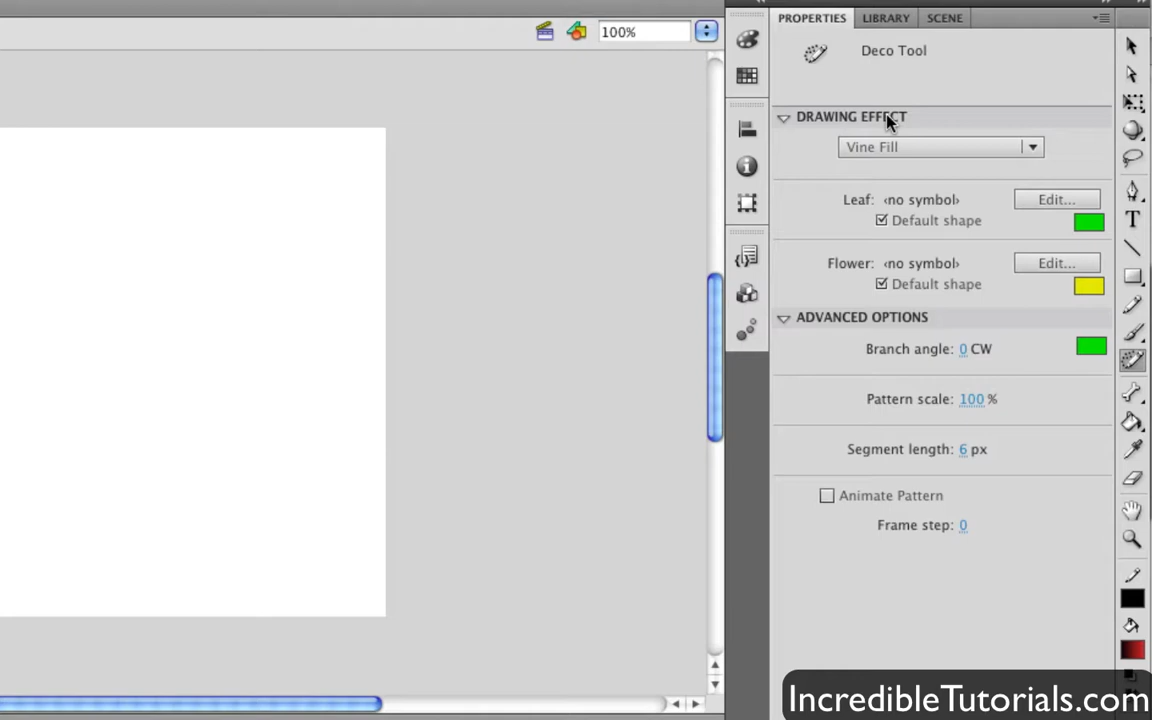 100%
PROPERTIES LIBRARY SCENE
Deco Tool
DRAWING EFFECT
Vine Fill
Leaf: ‹no symbol› Edit...
Default shape
Flower: ‹no symbol› Edit...
Default shape
ADVANCED OPTIONS
Branch angle: 0 CW
Pattern scale: 100 %
Segment length: 6 px
Animate Pattern
Frame step: 0
IncredibleTutorials.com